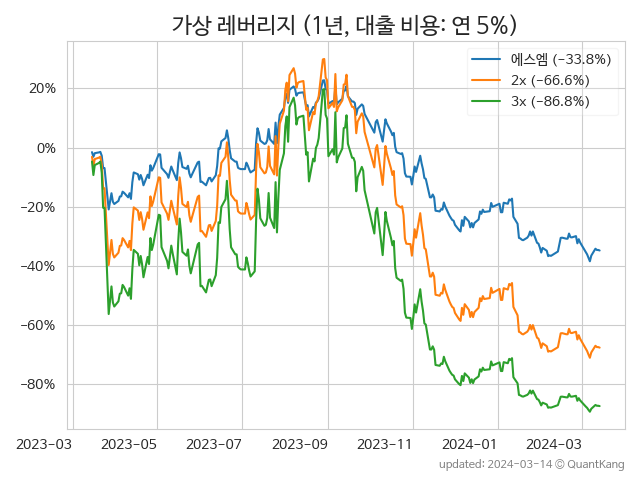 가상 레버리지 (1년, 대출 비용: 연 5%)
에스엠 (−33.8%)
2x (−66.6%)
3x (−86.8%)
20%
0%
−20%
−40%
−60%
−80%
2023-03 2023-05 2023-07 2023-09 2023-11 2024-01 2024-03
updated: 2024-03-14 © QuantKang